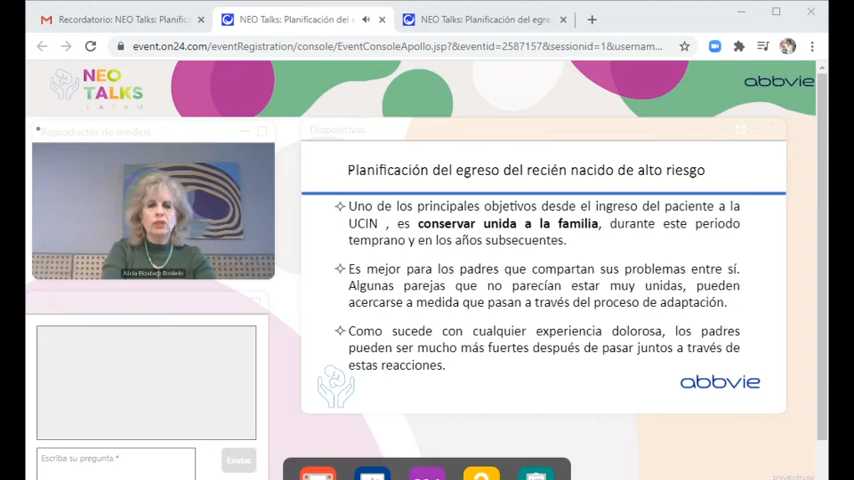 Recordatorio: NEO Talks: Planific
NEO Talks: Planificación del e
NEO Talks: Planificación del egre
event.on24.com/eventRegistration/console/EventConsoleApollo.jsp?&eventid=2587157&sessionid=1&usernam...
NEO
TALKS
LATAM
abbvie
Reproductor de medios
Diapositivas
Alicia Elizabeth Robledo
Planificación del egreso del recién nacido de alto riesgo
Uno de los principales objetivos desde el ingreso del paciente a la
UCIN , es conservar unida a la familia, durante este periodo
temprano y en los años subsecuentes.
Es mejor para los padres que compartan sus problemas entre sí.
Algunas parejas que no parecían estar muy unidas, pueden
acercarse a medida que pasan a través del proceso de adaptación.
Como sucede con cualquier experiencia dolorosa, los padres
pueden ser mucho más fuertes después de pasar juntos a través de
estas reacciones.
abbvie
Escriba su pregunta *
Enviar